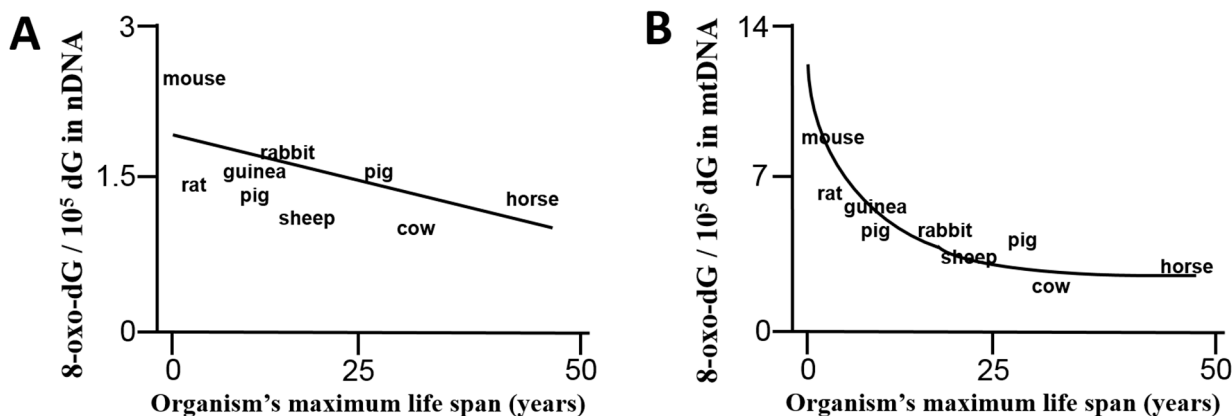 A
8-oxo-dG / 10⁵ dG in nDNA
3
1.5
0
mouse
rabbit
guinea
pig
rat
pig
sheep
cow
horse
0
25
50
Organism's maximum life span (years)
B
8-oxo-dG / 10⁵ dG in mtDNA
14
7
0
mouse
rat
guinea
pig
rabbit
sheep
pig
cow
horse
0
25
50
Organism's maximum life span (years)